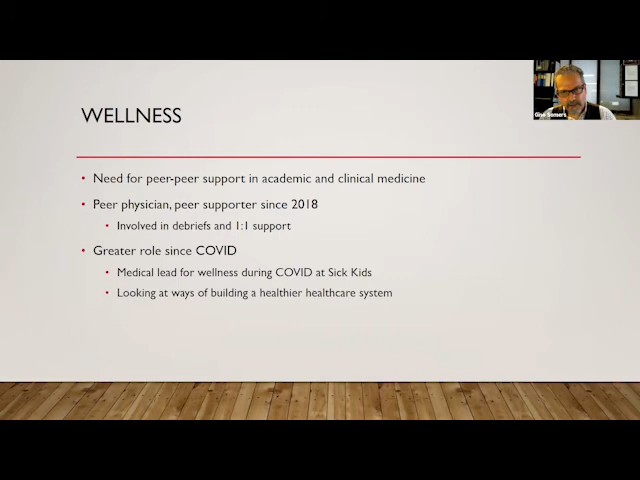 Gino Somers
WELLNESS
Need for peer-peer support in academic and clinical medicine
Peer physician, peer supporter since 2018
Involved in debriefs and 1:1 support
Greater role since COVID
Medical lead for wellness during COVID at Sick Kids
Looking at ways of building a healthier healthcare system